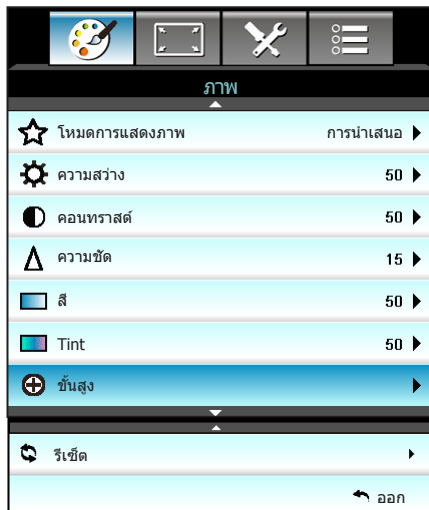 ภาพ
โหมดการแสดงภาพ การนำเสนอ
ความสว่าง 50
คอนทราสต์ 50
ความชัด 15
สี 50
Tint 50
ขั้นสูง
รีเซ็ต
ออก